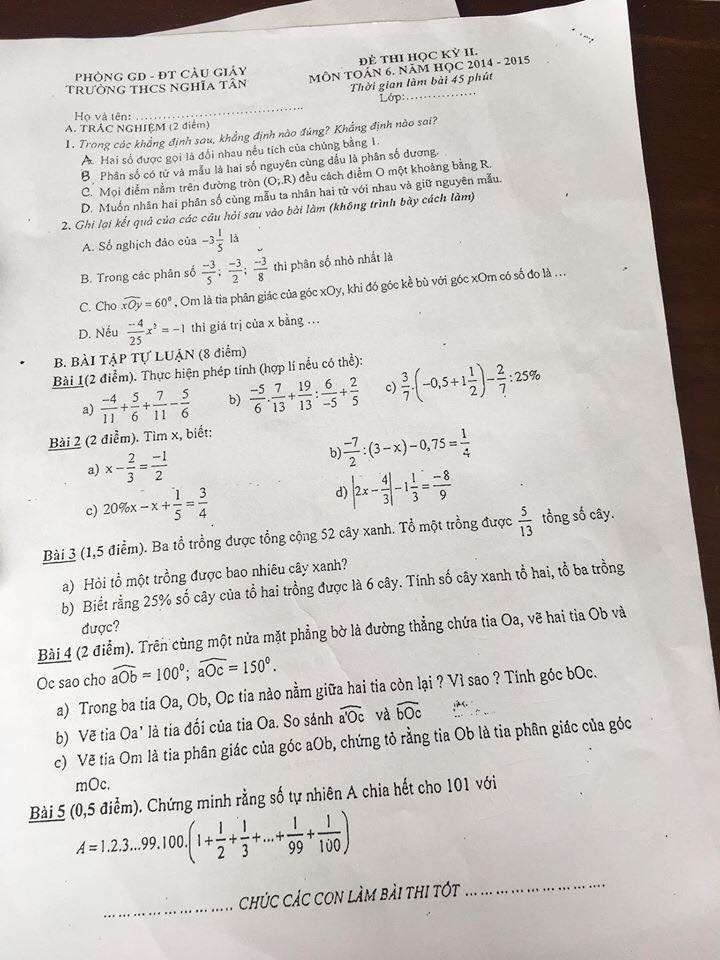 PHÒNG GD - ĐT CẦU GIẤY
TRƯỜNG THCS NGHĨA TÂN
ĐỀ THI HỌC KỲ II.
MÔN TOÁN 6. NĂM HỌC 2014 - 2015
Thời gian làm bài 45 phút
Họ và tên: ........................................
Lớp:................
A. TRẮC NGHIỆM (2 điểm)
1. Trong các khẳng định sau, khẳng định nào đúng? Khẳng định nào sai?
A. Hai số được gọi là đối nhau nếu tích của chúng bằng 1.
B. Phân số có tử và mẫu là hai số nguyên cùng dấu là phân số dương.
C. Mọi điểm nằm trên đường tròn (O;.R) đều cách điểm O một khoảng bằng R.
D. Muốn nhân hai phân số cùng mẫu ta nhân hai tử với nhau và giữ nguyên mẫu.
2. Ghi lại kết quả của các câu hỏi sau vào bài làm (không trình bày cách làm)
A. Số nghịch đảo của -3 1/5 là
B. Trong các phân số -3/5; -3/2; -3/8 thì phân số nhỏ nhất là
C. Cho xOy = 60⁰, Om là tia phân giác của góc xOy, khi đó góc kề bù với góc xOm có số đo là ...
D. Nếu -4/25 x² = -1 thì giá trị của x bằng ...
B. BÀI TẬP TỰ LUẬN (8 điểm)
Bài 1(2 điểm). Thực hiện phép tính (hợp lí nếu có thể):
a) -4/11 + 5/6 + 7/11 - 5/6 b) -5/6 . 7/13 + 19/13 : 6/-5 + 2/5 c) 3/7 . (-0,5 + 1 1/2) - 2/7 : 25%
Bài 2 (2 điểm). Tìm x, biết:
a) x - 2/3 = -1/2 b) -7/2 : (3 - x) - 0,75 = 1/4
c) 20%x - x + 1/5 = 3/4 d) |2x - 4/3| - 1 1/3 = -8/9
Bài 3 (1,5 điểm). Ba tổ trồng được tổng cộng 52 cây xanh. Tổ một trồng được 5/13 tổng số cây.
a) Hỏi tổ một trồng được bao nhiêu cây xanh?
b) Biết rằng 25% số cây của tổ hai trồng được là 6 cây. Tính số cây xanh tổ hai, tổ ba trồng
được?
Bài 4 (2 điểm). Trên cùng một nửa mặt phẳng bờ là đường thẳng chứa tia Oa, vẽ hai tia Ob và
Oc sao cho aOb = 100⁰; aOc = 150⁰.
a) Trong ba tia Oa, Ob, Oc tia nào nằm giữa hai tia còn lại ? Vì sao ? Tính góc bOc.
b) Vẽ tia Oa' là tia đối của tia Oa. So sánh a'Oc và bOc
c) Vẽ tia Om là tia phân giác của góc aOb, chứng tỏ rằng tia Ob là tia phân giác của góc
mOc.
Bài 5 (0,5 điểm). Chứng minh rằng số tự nhiên A chia hết cho 101 với
A = 1.2.3...99.100.(1 + 1/2 + 1/3 + ... + 1/99 + 1/100)
........................ CHÚC CÁC CON LÀM BÀI THI TỐT ........................